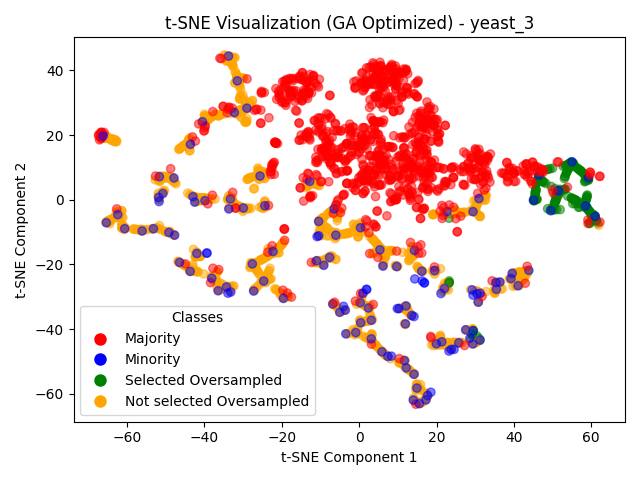 t-SNE Visualization (GA Optimized) - yeast_3
40
20
0
−20
−40
−60
t-SNE Component 2
Classes
Majority
Minority
Selected Oversampled
Not selected Oversampled
−60 −40 −20 0 20 40 60
t-SNE Component 1